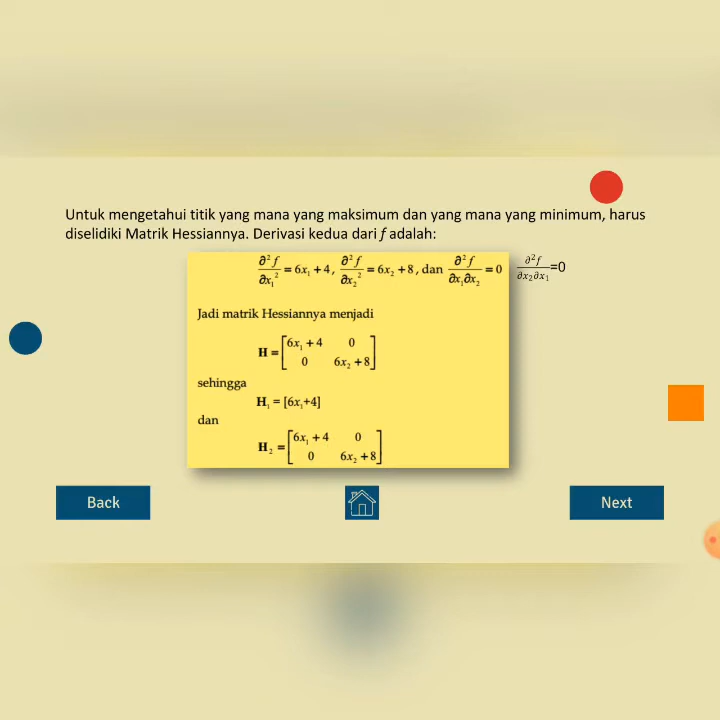 Untuk mengetahui titik yang mana yang maksimum dan yang mana yang minimum, harus
diselidiki Matrik Hessiannya. Derivasi kedua dari f adalah:
∂²f/∂x₁² = 6x₁ + 4, ∂²f/∂x₂² = 6x₂ + 8, dan ∂²f/∂x₁∂x₂ = 0 ∂²f/∂x₂∂x₁=0
Jadi matrik Hessiannya menjadi
H = [6x₁ + 4 0
0 6x₂ + 8]
sehingga
H₁ = [6x₁+4]
dan
H₂ = [6x₁ + 4 0
0 6x₂ + 8]
Back Next